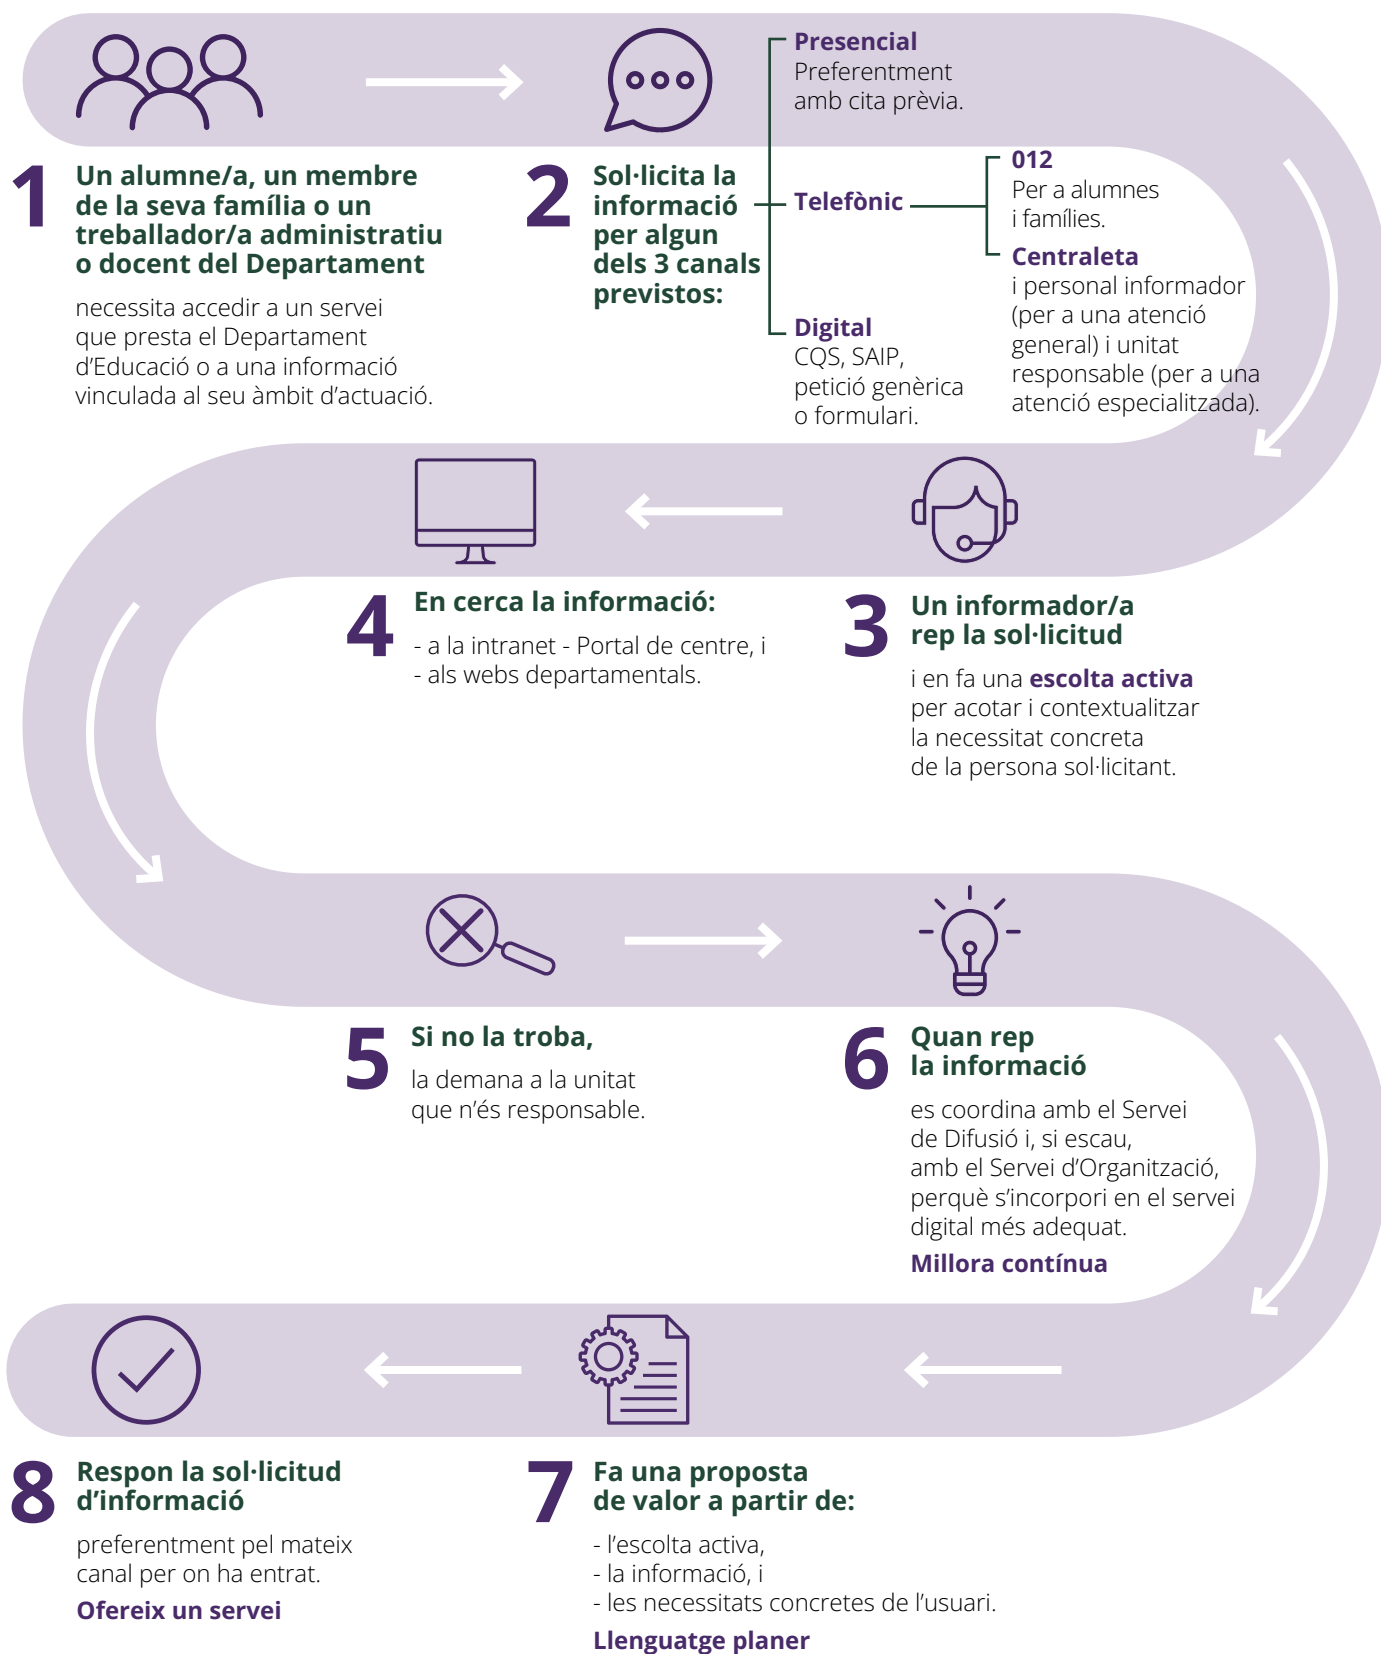 1
Un alumne/a, un membre
de la seva família o un
treballador/a administratiu
o docent del Departament
necessita accedir a un servei
que presta el Departament
d’Educació o a una informació
vinculada al seu àmbit d’actuació.
2
Sol·licita la
informació
per algun
dels 3 canals
previstos:
Presencial
Preferentment
amb cita prèvia.
Telefònic
012
Per a alumnes
i famílies.
Centraleta
i personal informador
(per a una atenció
general) i unitat
responsable (per a una
atenció especialitzada).
Digital
CQS, SAIP,
petició genèrica
o formulari.
3
Un informador/a
rep la sol·licitud
i en fa una escolta activa
per acotar i contextualitzar
la necessitat concreta
de la persona sol·licitant.
4
En cerca la informació:
- a la intranet - Portal de centre, i
- als webs departamentals.
5
Si no la troba,
la demana a la unitat
que n’és responsable.
6
Quan rep
la informació
es coordina amb el Servei
de Difusió i, si escau,
amb el Servei d’Organització,
perquè s’incorpori en el servei
digital més adequat.
Millora contínua
7
Fa una proposta
de valor a partir de:
- l’escolta activa,
- la informació, i
- les necessitats concretes de l’usuari.
Llenguatge planer
8
Respon la sol·licitud
d’informació
preferentment pel mateix
canal per on ha entrat.
Ofereix un servei